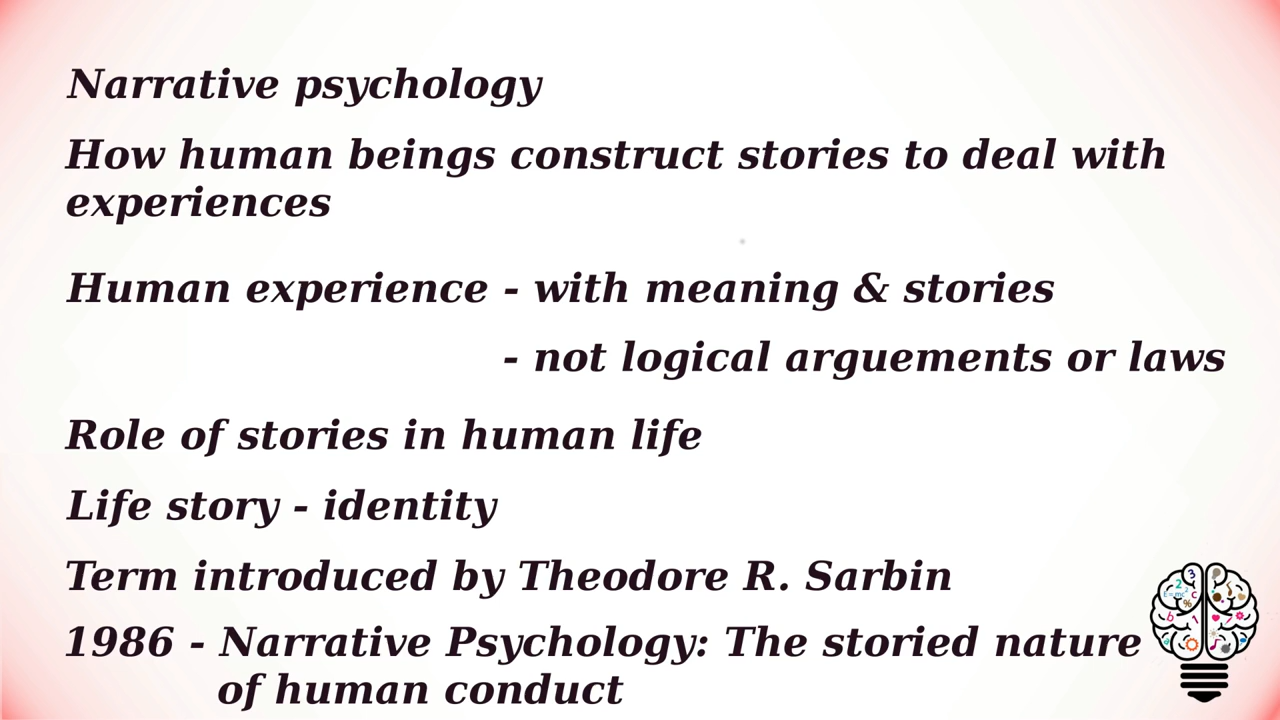 Narrative psychology
How human beings construct stories to deal with
experiences
Human experience - with meaning & stories
- not logical arguements or laws
Role of stories in human life
Life story - identity
Term introduced by Theodore R. Sarbin
1986 - Narrative Psychology: The storied nature
of human conduct